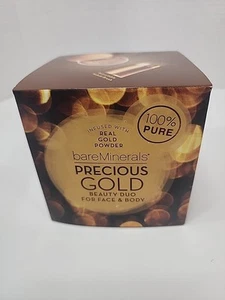 100%
PURE
INFUSED WITH
REAL
GOLD
POWDER
bareMinerals®
PRECIOUS
GOLD
BEAUTY DUO
FOR FACE & BODY